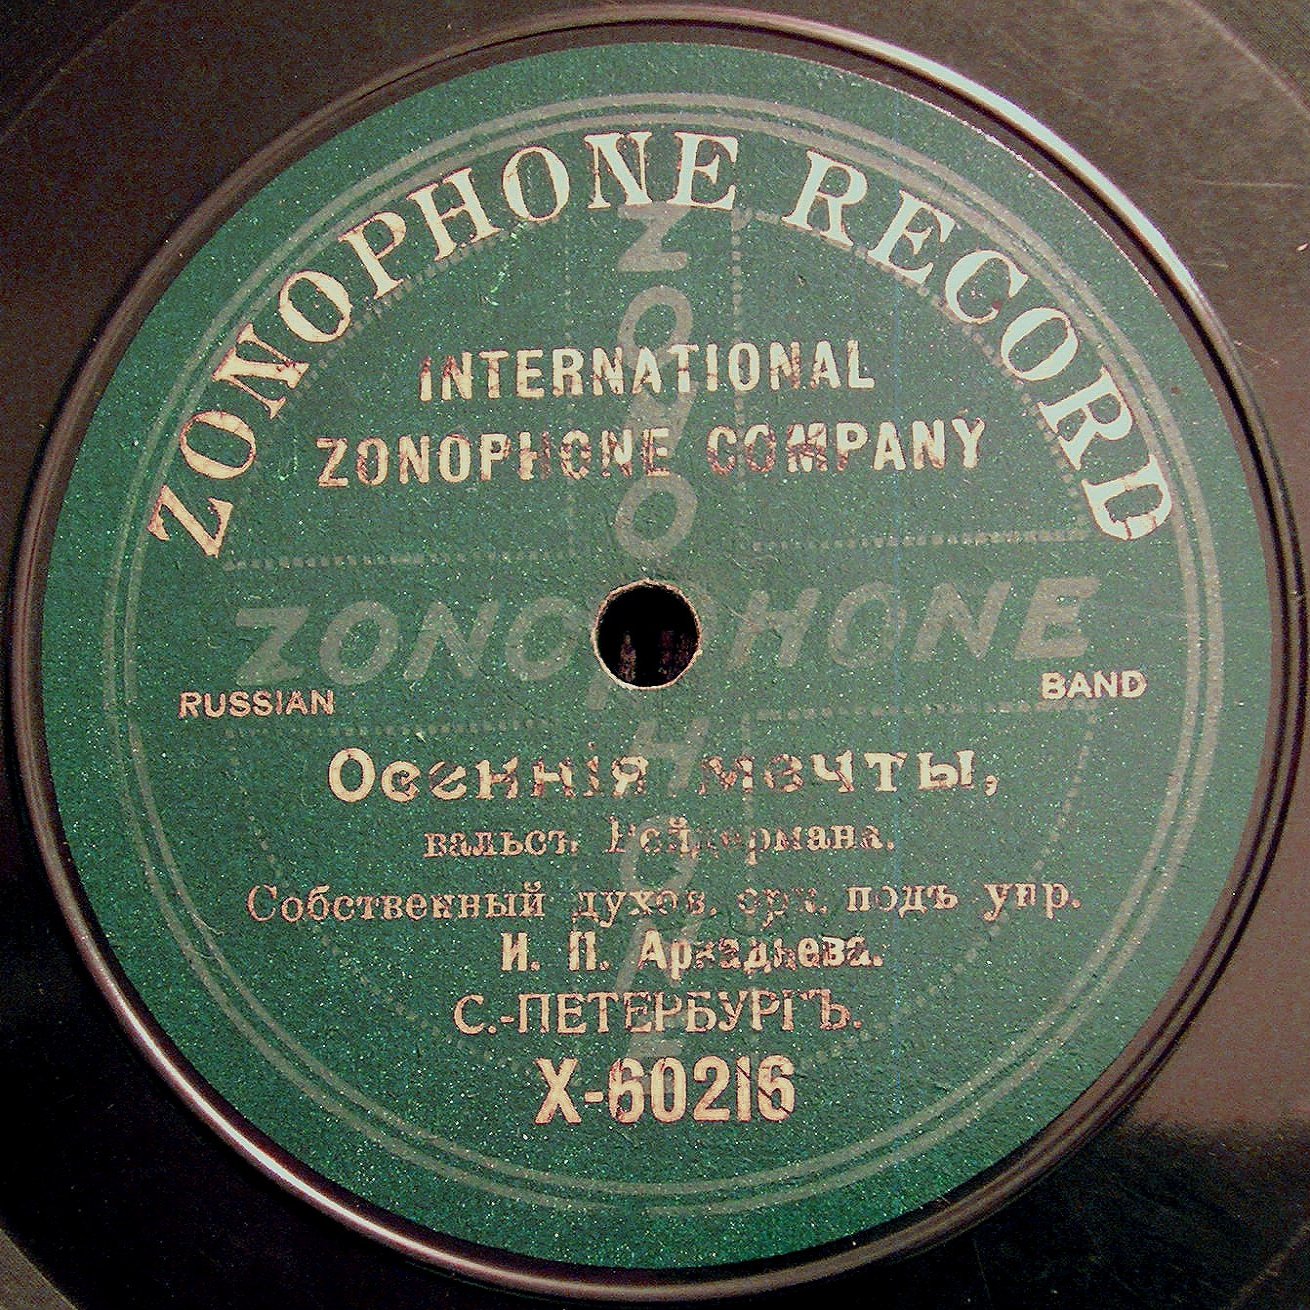 ZONOPHONE RECORD
INTERNATIONAL
ZONOPHONE COMPANY
ZONOPHONE
ZONOPHONE
RUSSIAN BAND
Осеннія мечты,
вальсъ,
Собственный духов. орк. подъ упр.
И. П. Аркадьева.
С.-ПЕТЕРБУРГЪ.
X-60216